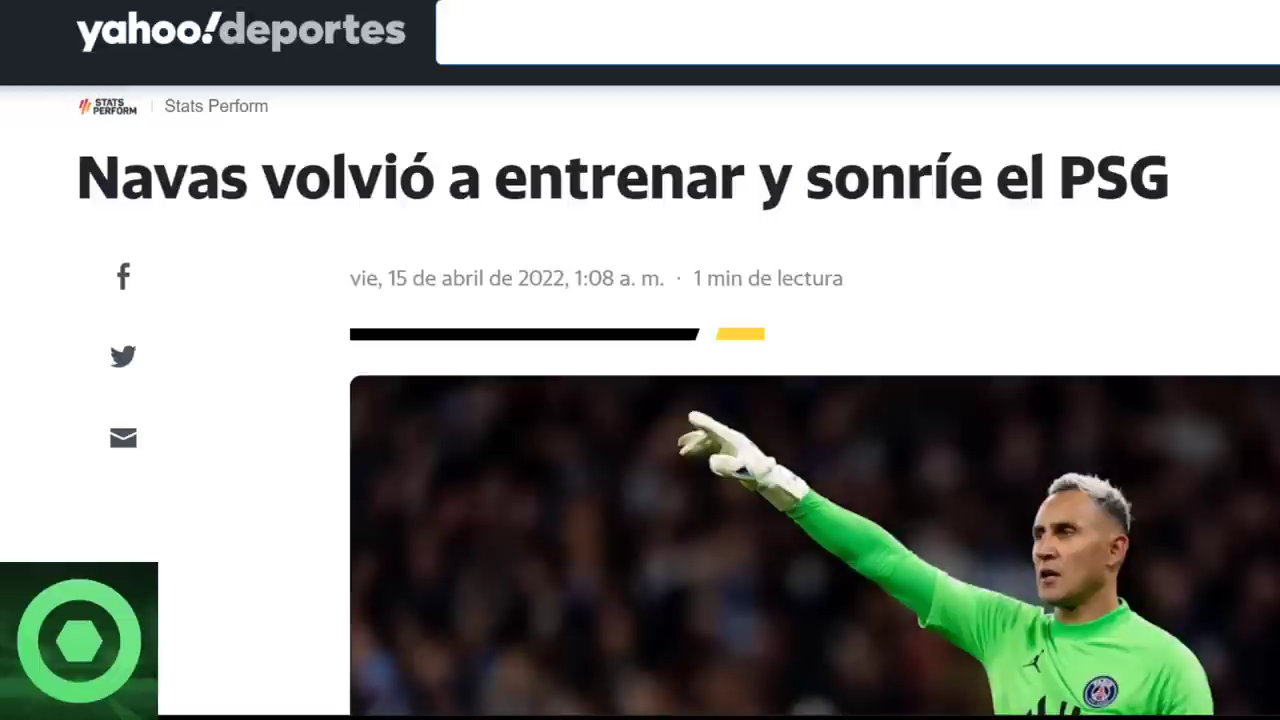 yahoo!deportes
STATS PERFORM | Stats Perform
Navas volvió a entrenar y sonríe el PSG
vie, 15 de abril de 2022, 1:08 a. m. · 1 min de lectura